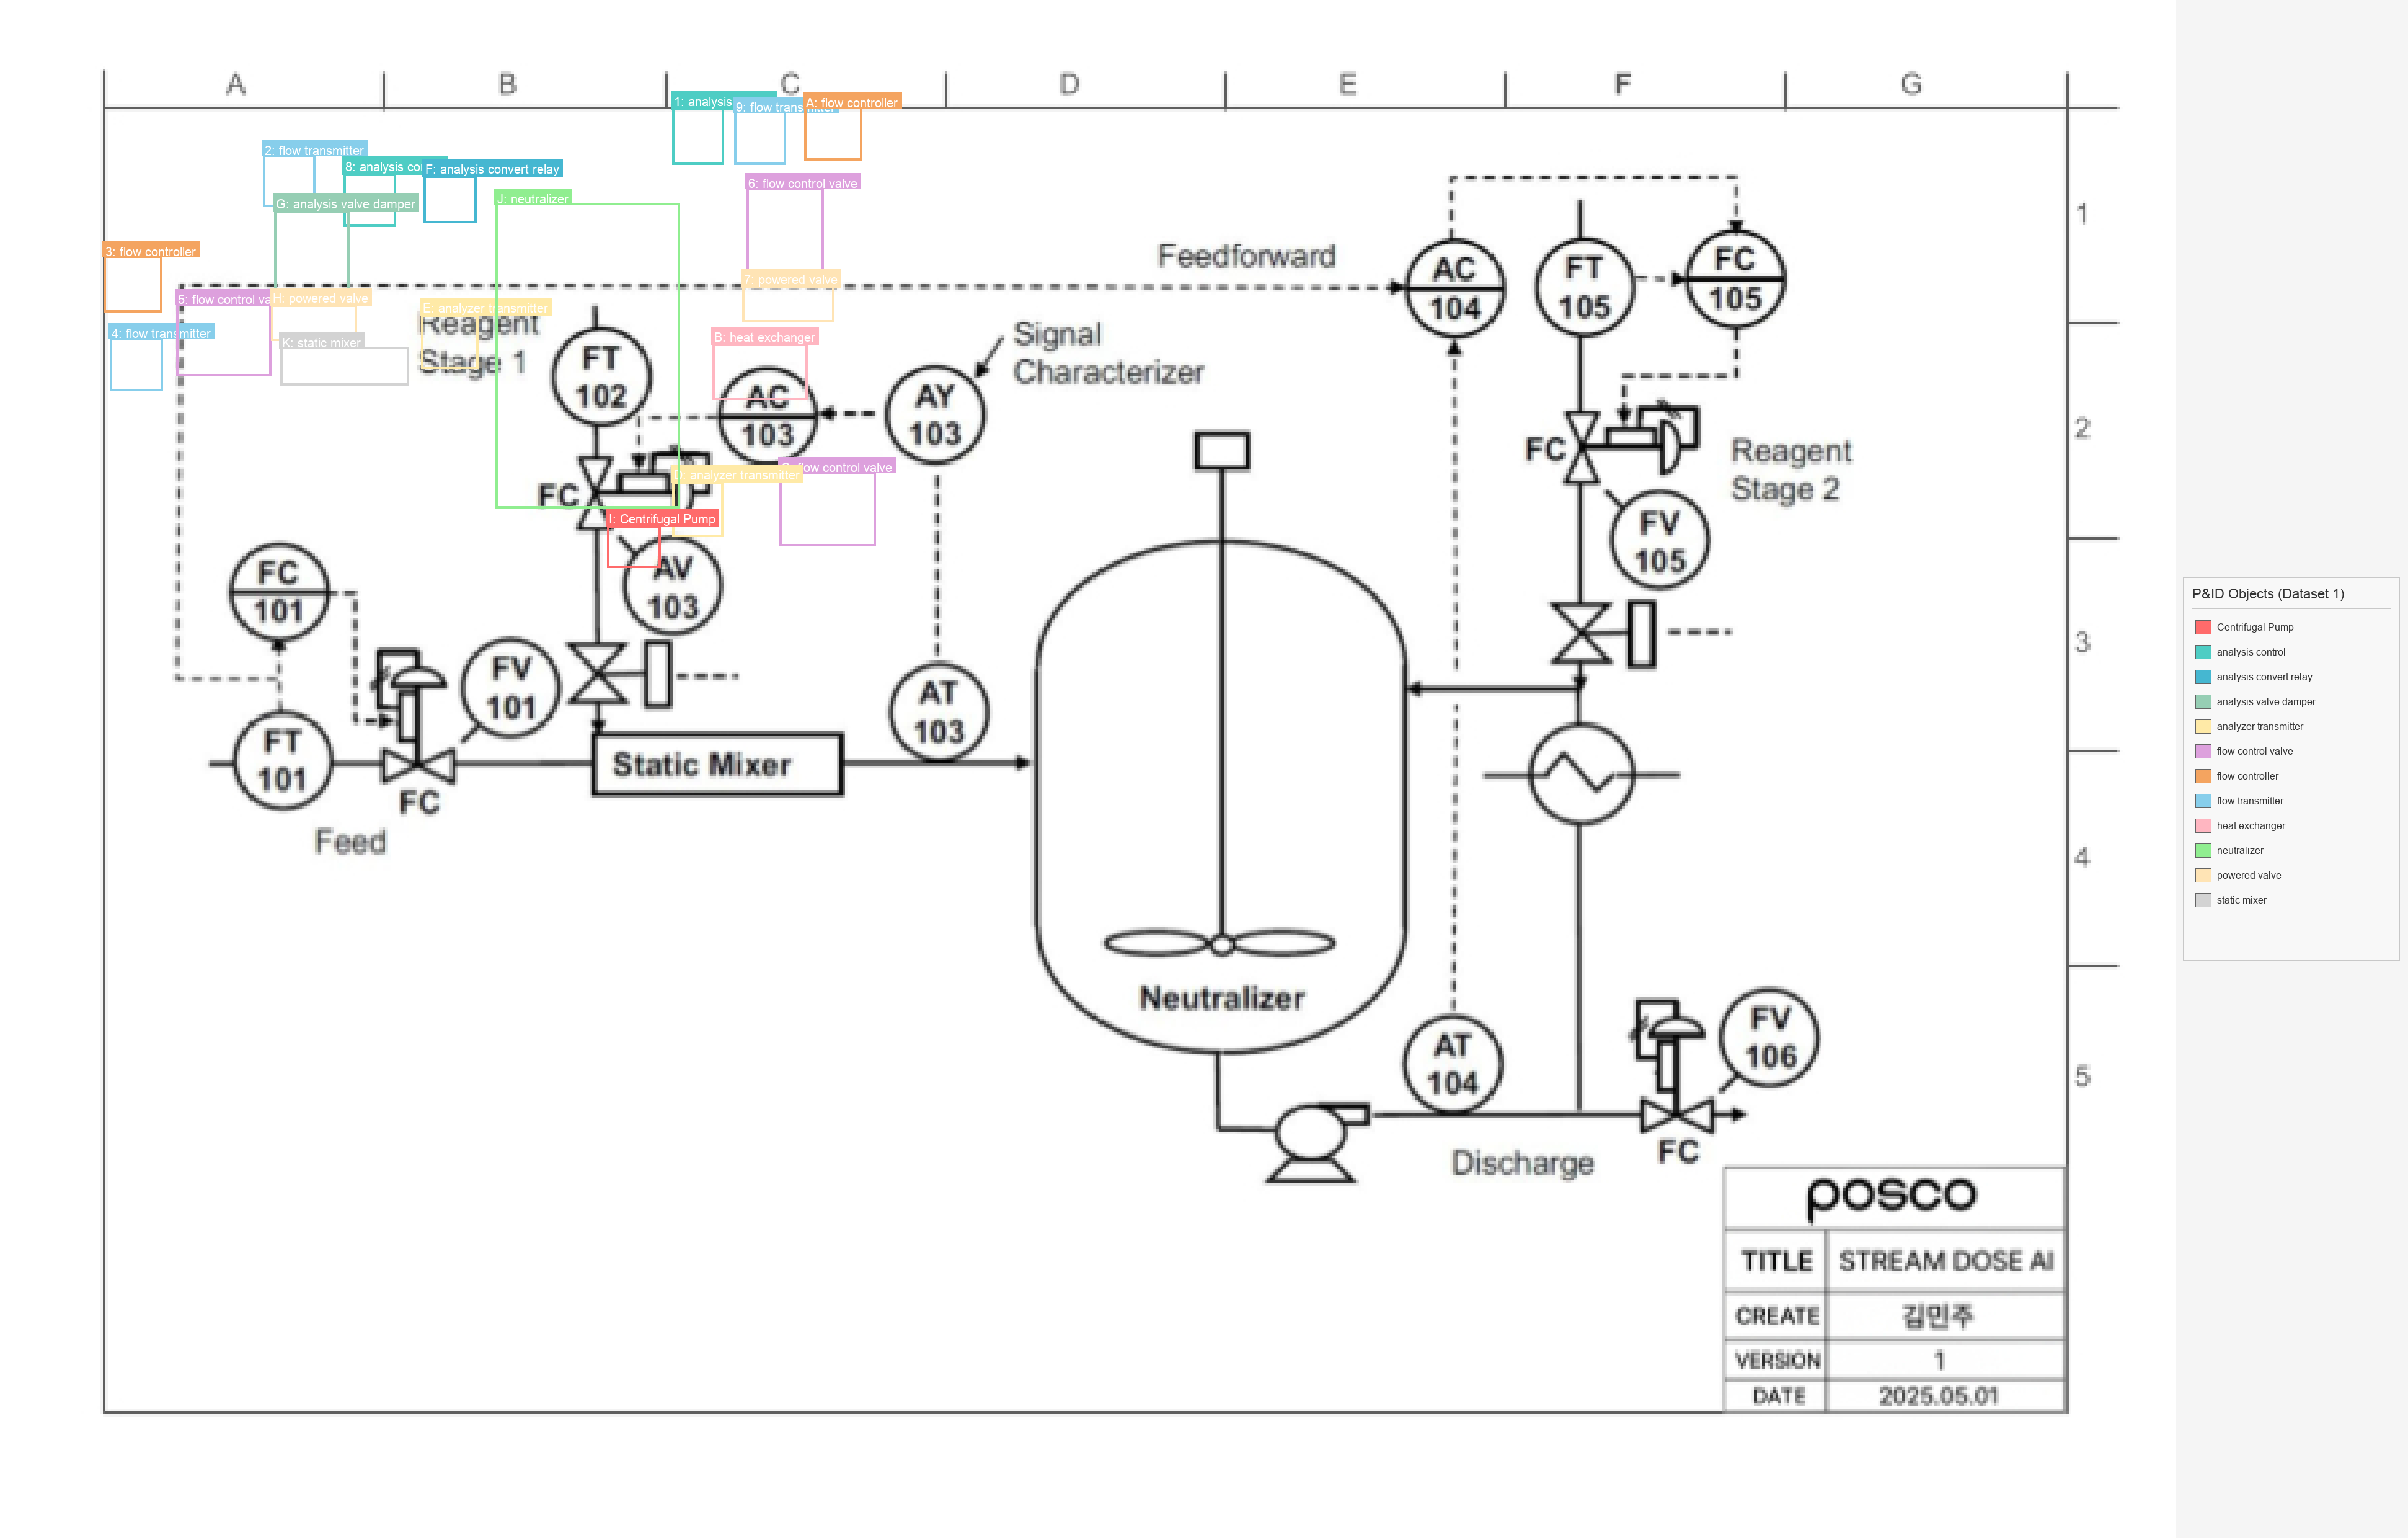 A B C D E F G
1: analysis
9: flow transmitter
A: flow controller
2: flow transmitter
8: analysis co
F: analysis convert relay
6: flow control valve
J: neutralizer
G: analysis valve damper
1
3: flow controller
Feedforward
AC
104
FT
105
FC
105
7: powered valve
5: flow control va
H: powered valve
E: analyzer transmitter
Reagent
Stage 1
4: flow transmitter
K: static mixer
B: heat exchanger
Signal
Characterizer
FT
102
AC
103
AY
103
2
FC
Reagent
Stage 2
flow control valve
analyzer transmitter
FC
I: Centrifugal Pump
FV
105
AV
103
FC
101
P&ID Objects (Dataset 1)
Centrifugal Pump
analysis control
analysis convert relay
analysis valve damper
analyzer transmitter
flow control valve
flow controller
flow transmitter
heat exchanger
neutralizer
powered valve
static mixer
3
FV
101
AT
103
FT
101
Static Mixer
FC
Feed
4
Neutralizer
AT
104
FV
106
5
FC
Discharge
posco
TITLE STREAM DOSE AI
CREATE 김민주
VERSION 1
DATE 2025.05.01